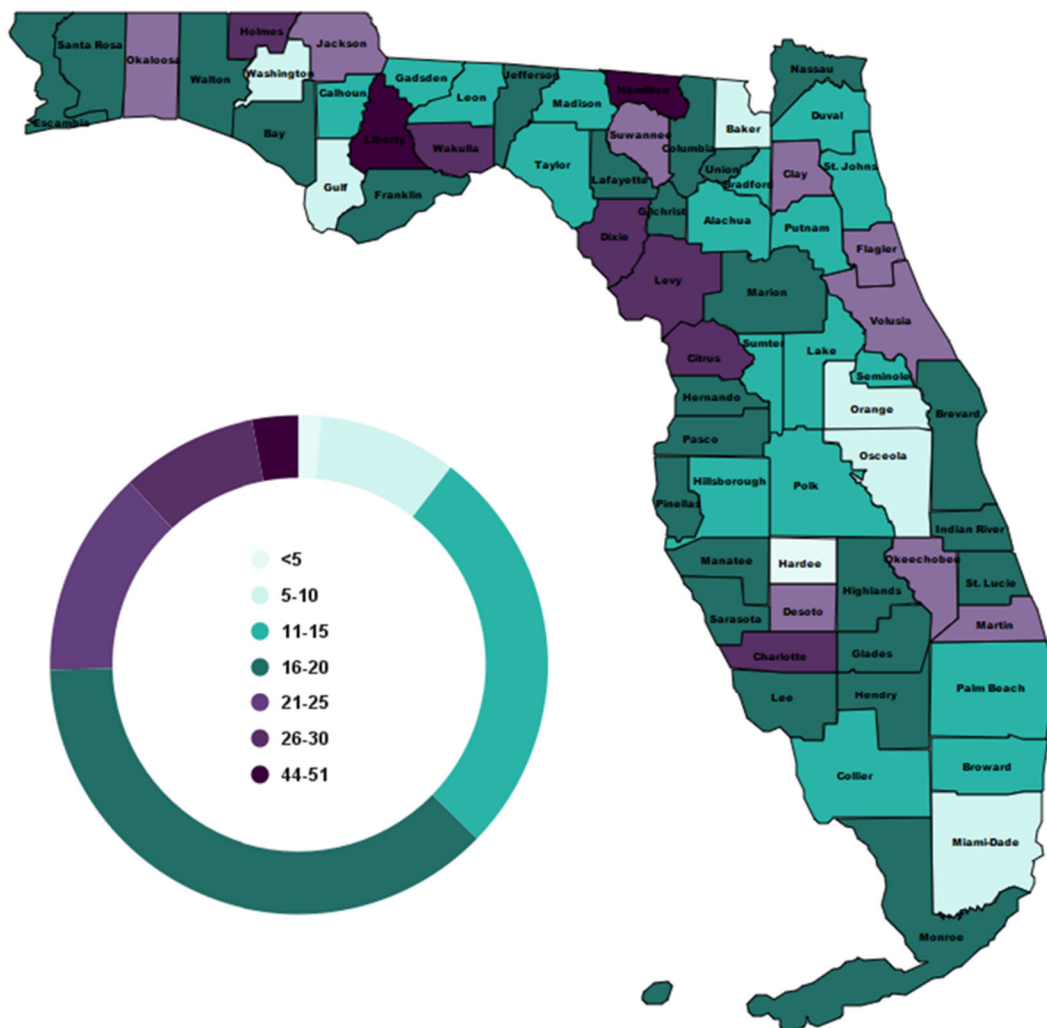 Holmes
Jackson
Santa Rosa
Okaloosa
Walton
Washington
Escambia
Bay
Calhoun
Gulf
Gadsden
Liberty
Leon
Wakulla
Franklin
Jefferson
Madison
Taylor
Hamilton
Suwannee
Lafayette
Columbia
Dixie
Gilchrist
Levy
Baker
Union
Bradford
Alachua
Nassau
Duval
Clay
St. Johns
Putnam
Flagler
Marion
Volusia
Citrus
Sumter
Lake
Seminole
Hernando
Orange
Brevard
Pasco
Osceola
Pinellas
Hillsborough
Polk
Indian River
Manatee
Hardee
Highlands
Okeechobee
St. Lucie
Sarasota
Desoto
Martin
Charlotte
Glades
Lee
Hendry
Palm Beach
Collier
Broward
Miami-Dade
Monroe
<5
5-10
11-15
16-20
21-25
26-30
44-51